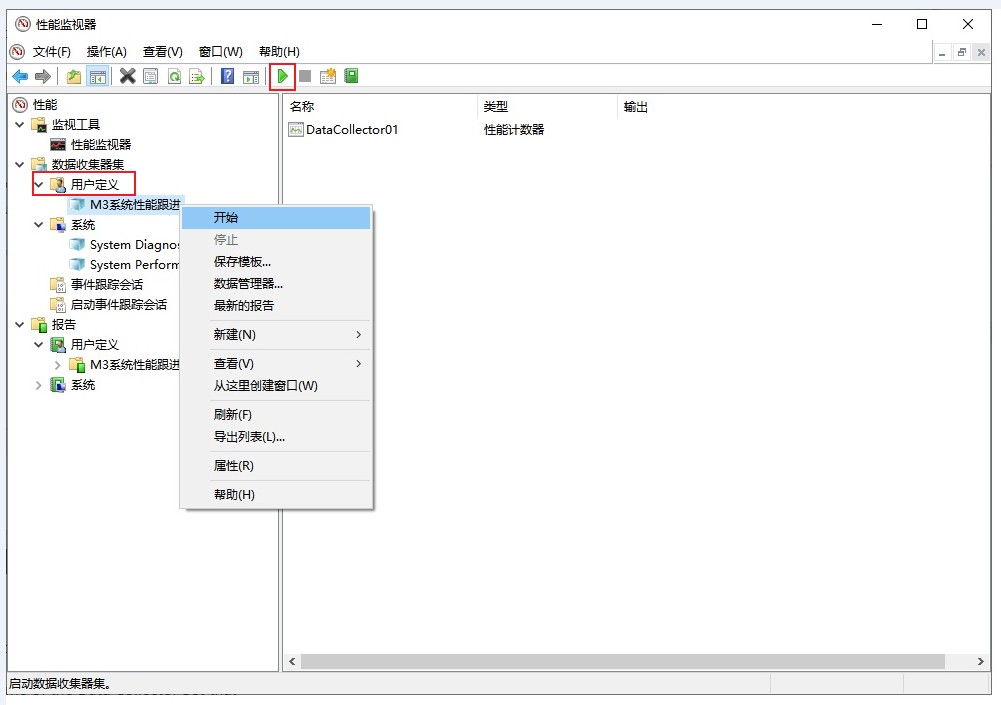 性能监视器
文件(F) 操作(A) 查看(V) 窗口(W) 帮助(H)
性能
监视工具
性能监视器
数据收集器集
用户定义
M3系统性能跟进
系统
System Diagnos
System Perform
事件跟踪会话
启动事件跟踪会话
报告
用户定义
M3系统性能跟进
系统
名称 类型 输出
DataCollector01 性能计数器
开始
停止
保存模板...
数据管理器...
最新的报告
新建(N)
查看(V)
从这里创建窗口(W)
刷新(F)
导出列表(L)...
属性(R)
帮助(H)
启动数据收集器集。